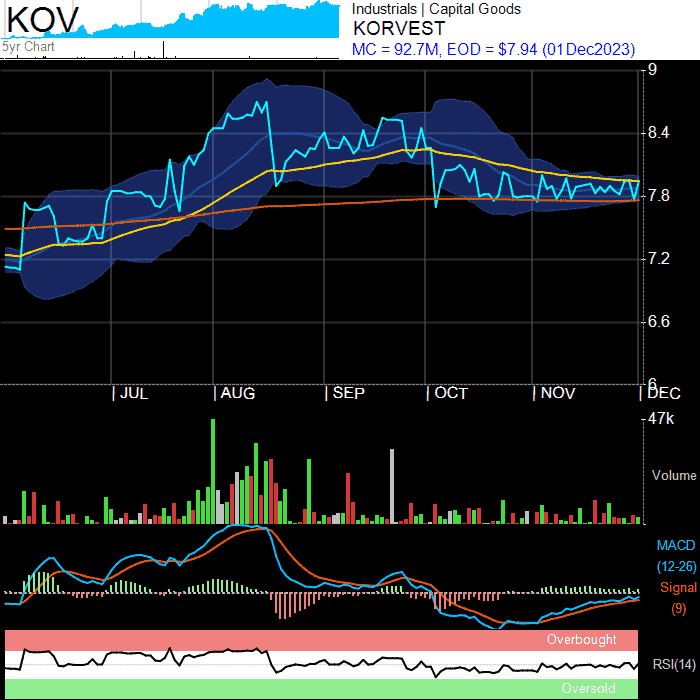 KOV
5yr Chart
Industrials | Capital Goods
KORVEST
MC = 92.7M, EOD = $7.94 (01Dec2023)
9
8.4
7.8
7.2
6.6
6
JUL AUG SEP OCT NOV DEC
47k
Volume
MACD
(12-26)
Signal
(9)
Overbought
RSI(14)
Oversold